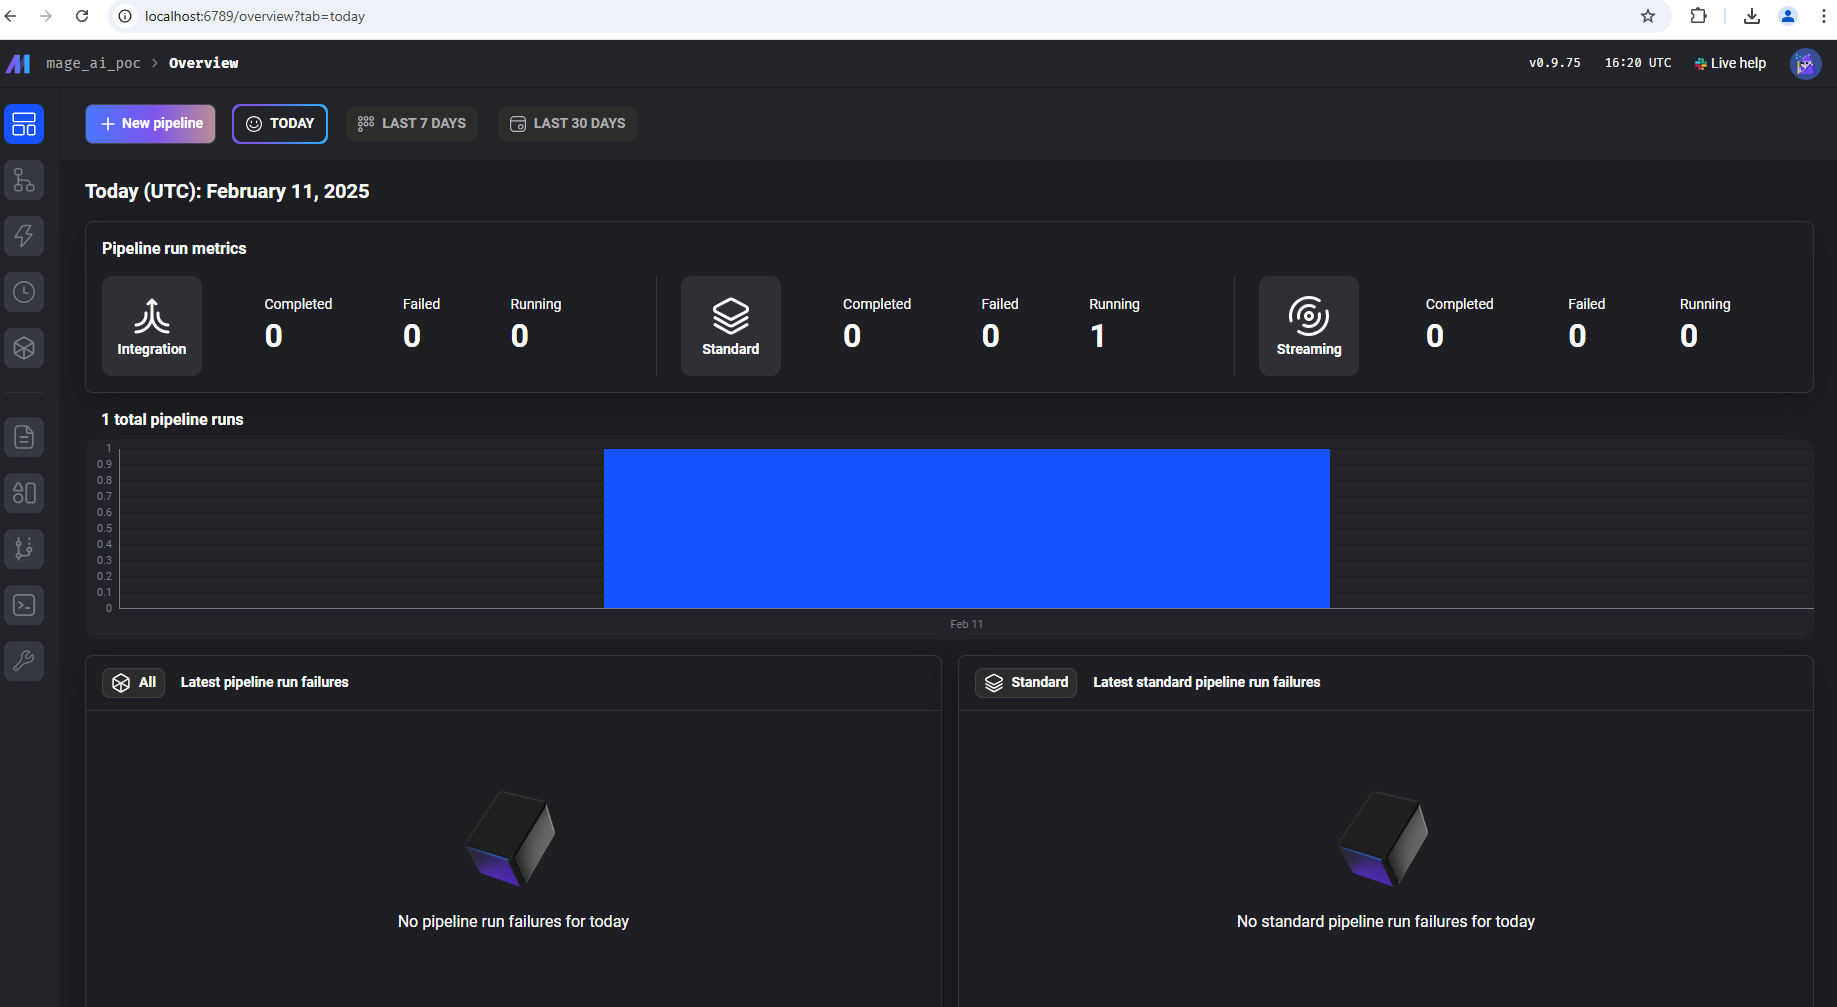 localhost:6789/overview?tab=today
mage_ai_poc > Overview
v0.9.75 16:20 UTC Live help
+ New pipeline TODAY LAST 7 DAYS LAST 30 DAYS
Today (UTC): February 11, 2025
Pipeline run metrics
Integration
Completed Failed Running
0 0 0
Standard
Completed Failed Running
0 0 1
Streaming
Completed Failed Running
0 0 0
1 total pipeline runs
1
0.9
0.8
0.7
0.6
0.5
0.4
0.3
0.2
0.1
0
Feb 11
All Latest pipeline run failures
No pipeline run failures for today
Standard Latest standard pipeline run failures
No standard pipeline run failures for today